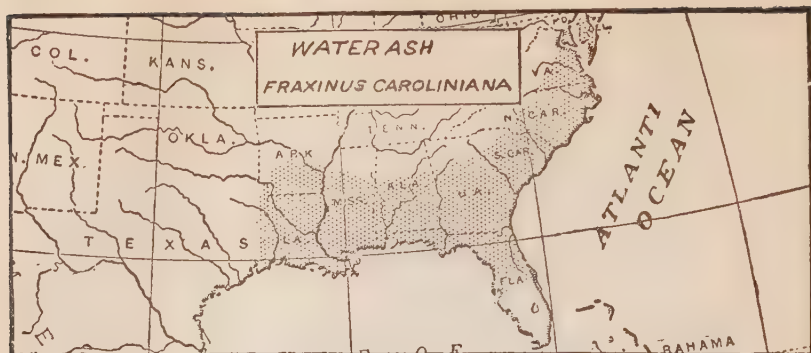 OHIO
WATER ASH
FRAXINUS CAROLINIANA
COL.
KANS.
VA.
N. CAR.
TENN.
OKLA.
ARK
N. MEX.
S. CAR.
MISS.
ALA.
GA.
ATLANTI
OCEAN
TEXAS
LA.
FLA.
E
F O F
BAHAMA